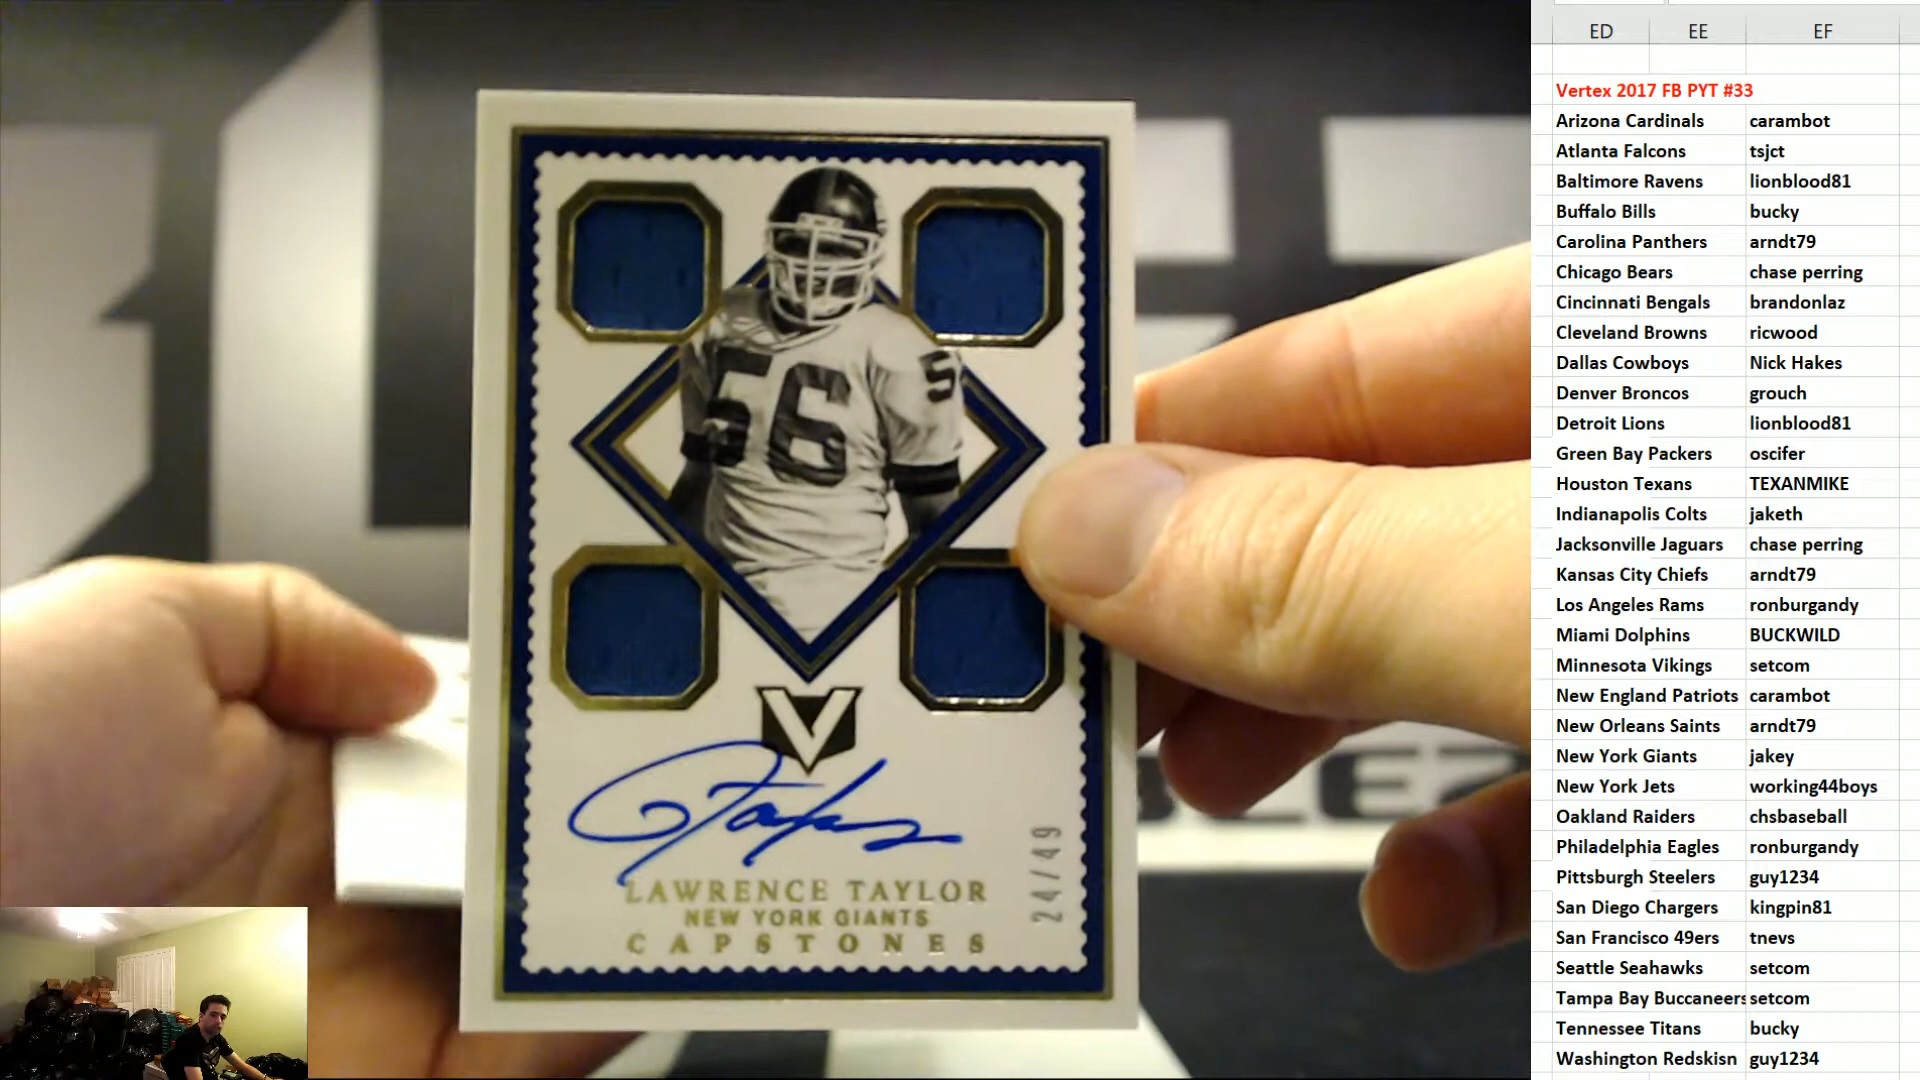 56
5
V
LAWRENCE TAYLOR
NEW YORK GIANTS
CAPSTONES
24/49
ED EE EF
Vertex 2017 FB PYT #33
Arizona Cardinals carambot
Atlanta Falcons tsjct
Baltimore Ravens lionblood81
Buffalo Bills bucky
Carolina Panthers arndt79
Chicago Bears chase perring
Cincinnati Bengals brandonlaz
Cleveland Browns ricwood
Dallas Cowboys Nick Hakes
Denver Broncos grouch
Detroit Lions lionblood81
Green Bay Packers oscifer
Houston Texans TEXANMIKE
Indianapolis Colts jaketh
Jacksonville Jaguars chase perring
Kansas City Chiefs arndt79
Los Angeles Rams ronburgandy
Miami Dolphins BUCKWILD
Minnesota Vikings setcom
New England Patriots carambot
New Orleans Saints arndt79
New York Giants jakey
New York Jets working44boys
Oakland Raiders chsbaseball
Philadelphia Eagles ronburgandy
Pittsburgh Steelers guy1234
San Diego Chargers kingpin81
San Francisco 49ers tnevs
Seattle Seahawks setcom
Tampa Bay Buccaneers setcom
Tennessee Titans bucky
Washington Redskisn guy1234